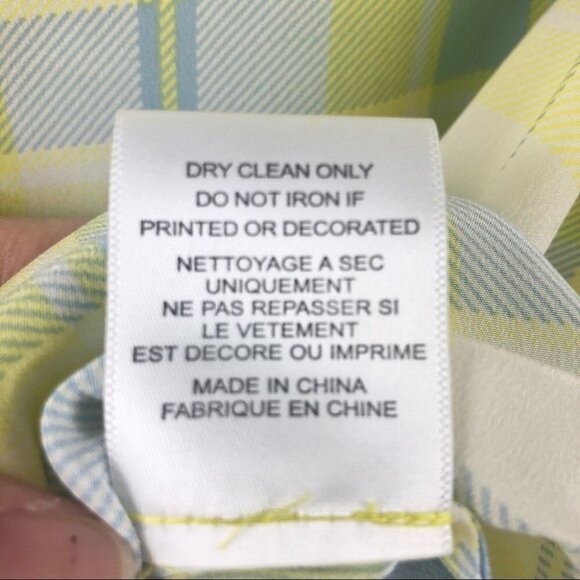 DRY CLEAN ONLY
DO NOT IRON IF
PRINTED OR DECORATED
NETTOYAGE A SEC
UNIQUEMENT
NE PAS REPASSER SI
LE VETEMENT
EST DECORE OU IMPRIME
MADE IN CHINA
FABRIQUE EN CHINE